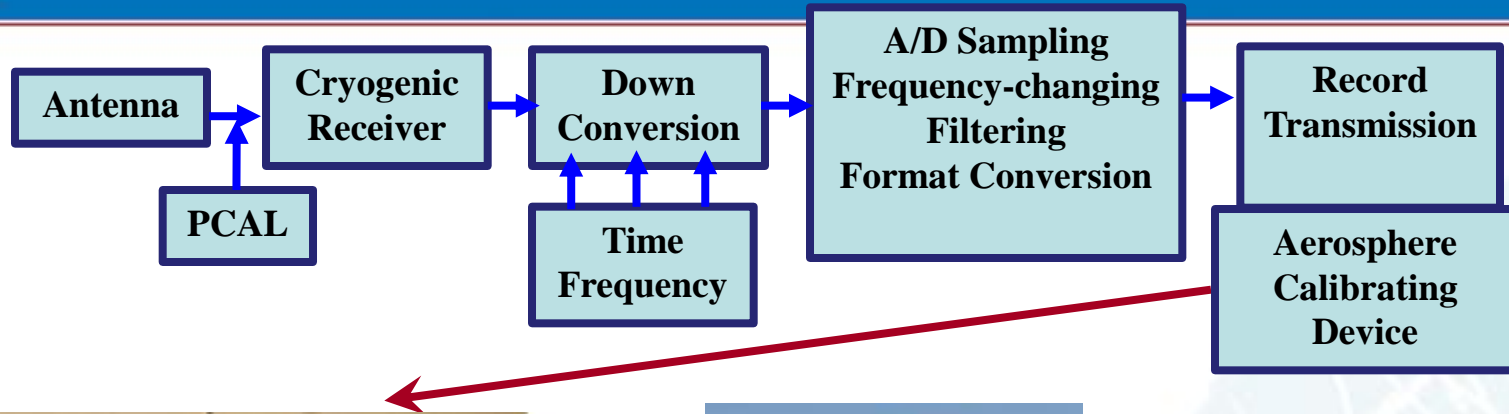 Antenna
Cryogenic
Receiver
Down
Conversion
A/D Sampling
Frequency-changing
Filtering
Format Conversion
Record
Transmission
PCAL
Time
Frequency
Aerosphere
Calibrating
Device